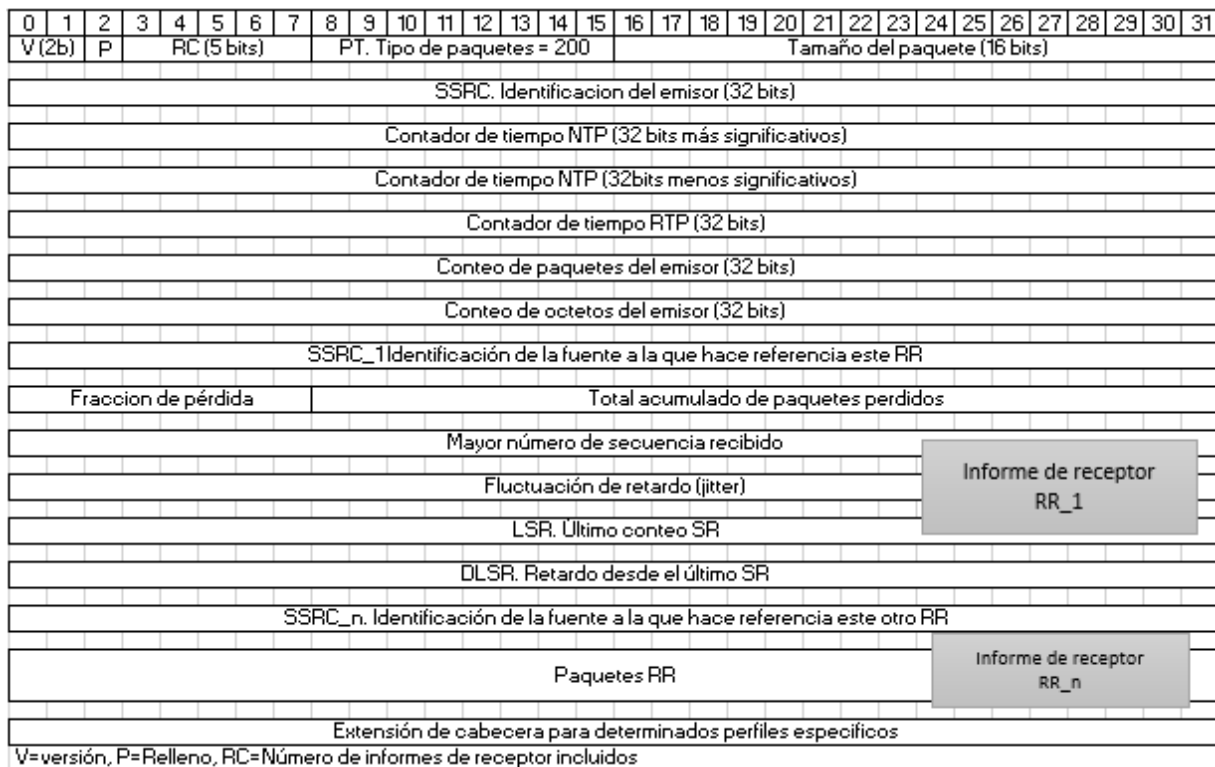 0 1 2 3 4 5 6 7 8 9 10 11 12 13 14 15 16 17 18 19 20 21 22 23 24 25 26 27 28 29 30 31
V (2b) P RC (5 bits) PT. Tipo de paquetes = 200 Tamaño del paquete (16 bits)
SSRC. Identificacion del emisor (32 bits)
Contador de tiempo NTP (32 bits más significativos)
Contador de tiempo NTP (32bits menos significativos)
Contador de tiempo RTP (32 bits)
Conteo de paquetes del emisor (32 bits)
Conteo de octetos del emisor (32 bits)
SSRC_1 Identificación de la fuente a la que hace referencia este RR
Fraccion de pérdida Total acumulado de paquetes perdidos
Mayor número de secuencia recibido
Fluctuación de retardo (jitter)
Informe de receptor
RR_1
LSR. Último conteo SR
DLSR. Retardo desde el último SR
SSRC_n. Identificación de la fuente a la que hace referencia este otro RR
Paquetes RR
Informe de receptor
RR_n
Extensión de cabecera para determinados perfiles especificos
V=versión, P=Relleno, RC=Número de informes de receptor incluidos